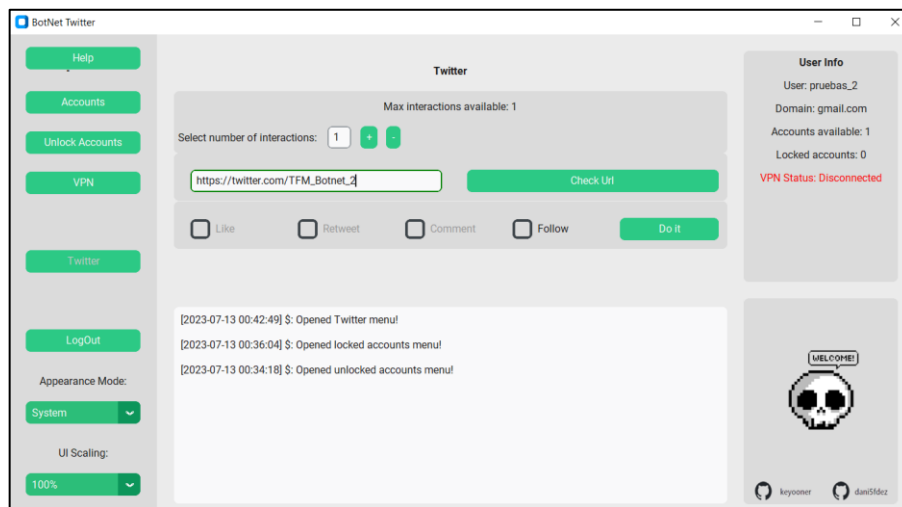 BotNet Twitter
Help
Accounts
Unlock Accounts
VPN
Twitter
LogOut
Appearance Mode:
System
UI Scaling:
100%
Twitter
Max interactions available: 1
Select number of interactions: 1 + -
https://twitter.com/TFM_Botnet_2 Check Url
Like Retweet Comment Follow Do it
[2023-07-13 00:42:49] $: Opened Twitter menu!
[2023-07-13 00:36:04] $: Opened locked accounts menu!
[2023-07-13 00:34:18] $: Opened unlocked accounts menu!
User Info
User: pruebas_2
Domain: gmail.com
Accounts available: 1
Locked accounts: 0
VPN Status: Disconnected
WELCOME!
keyooner dani5fdez